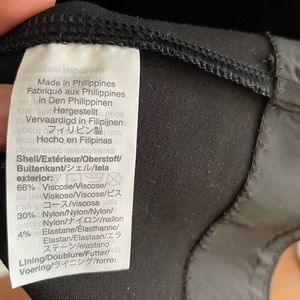 Made in Philippines
Fabriqué aux Philippines
in Den Philippinen
Hergestellt
Vervaardigd in Filipijnen
フィリピン製
Hecho en Filipinas
Shell/Extérieur/Oberstoff/
Buitenkant/シェル/tela
exterior:
66% Viscose/Viscose/
Viskose/Viscose/ビス
コース/viscosa
30% Nylon/Nylon/Nylon/
Nylon/ナイロン/nailon
4% Elastane/Élasthanne/
Elastan/Elastaan/エラ
ステーン/elastano
Lining/Doublure/Futter/
Voering/ライニング/forro: